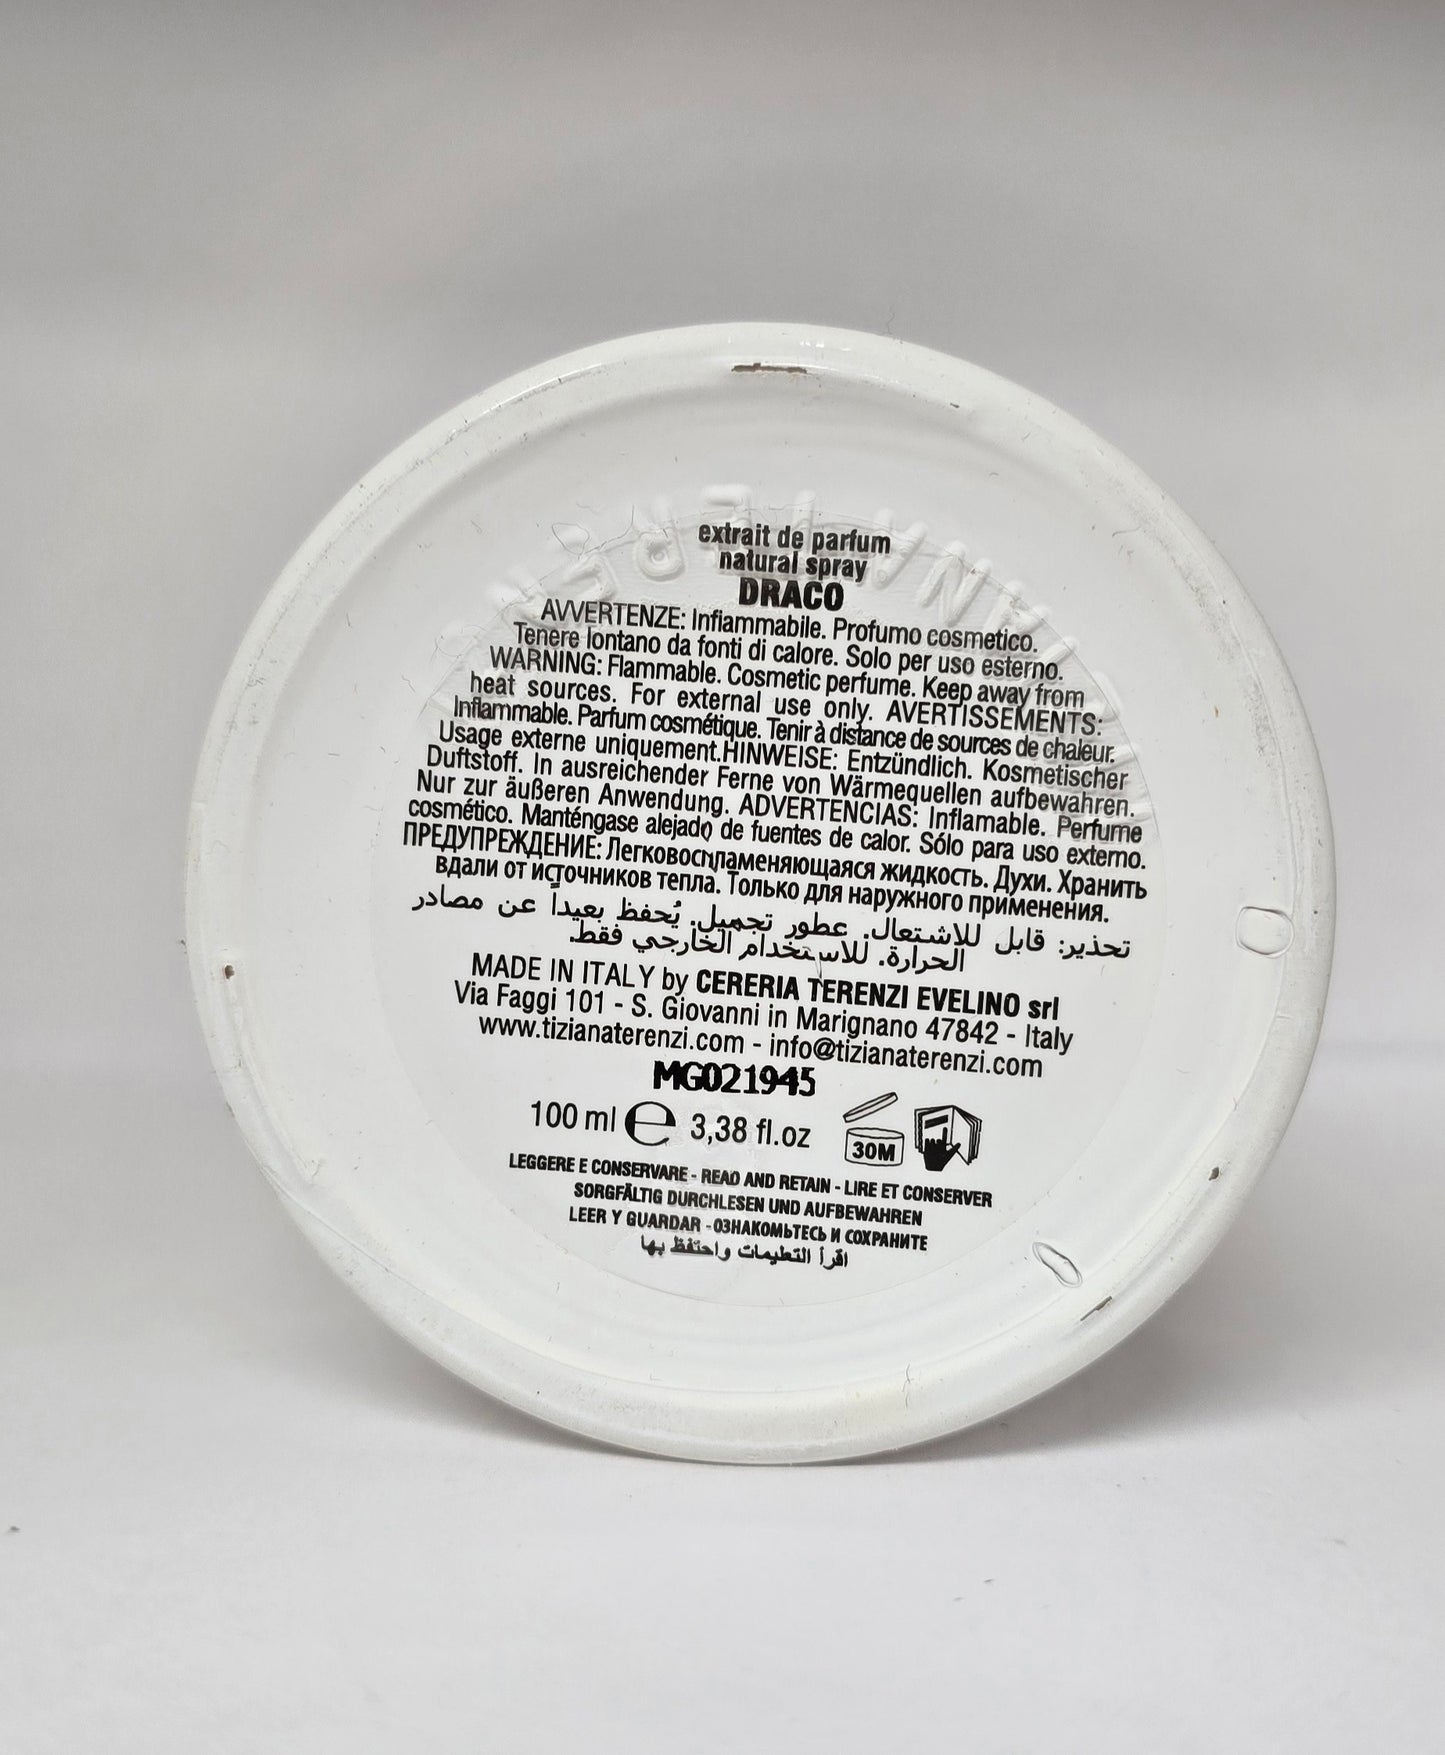 TIZIANA TERENZI
extrait de parfum
natural spray
DRACO
AVVERTENZE: Infiammabile. Profumo cosmetico.
Tenere lontano da fonti di calore. Solo per uso esterno.
WARNING: Flammable. Cosmetic perfume. Keep away from
heat sources. For external use only. AVERTISSEMENTS:
Inflammable. Parfum cosmétique. Tenir à distance de sources de chaleur.
Usage externe uniquement.HINWEISE: Entzündlich. Kosmetischer
Duftstoff. In ausreichender Ferne von Wärmequellen aufbewahren.
Nur zur äußeren Anwendung. ADVERTENCIAS: Inflamable. Perfume
cosmético. Manténgase alejado de fuentes de calor. Sólo para uso externo.
ПРЕДУПРЕЖДЕНИЕ: Легковоспламеняющаяся жидкость. Духи. Хранить
вдали от источников тепла. Только для наружного применения.
تحذير: قابل للاشتعال. عطور تجميل. يُحفظ بعيداً عن مصادر
الحرارة. للاستخدام الخارجي فقط.
MADE IN ITALY by CERERIA TERENZI EVELINO srl
Via Faggi 101 - S. Giovanni in Marignano 47842 - Italy
www.tizianaterenzi.com - info@tizianaterenzi.com
MG021945
100 ml e 3,38 fl.oz 30M
LEGGERE E CONSERVARE - READ AND RETAIN - LIRE ET CONSERVER
SORGFÄLTIG DURCHLESEN UND AUFBEWAHREN
LEER Y GUARDAR - ОЗНАКОМЬТЕСЬ И СОХРАНИТЕ
اقرأ التعليمات واحتفظ بها